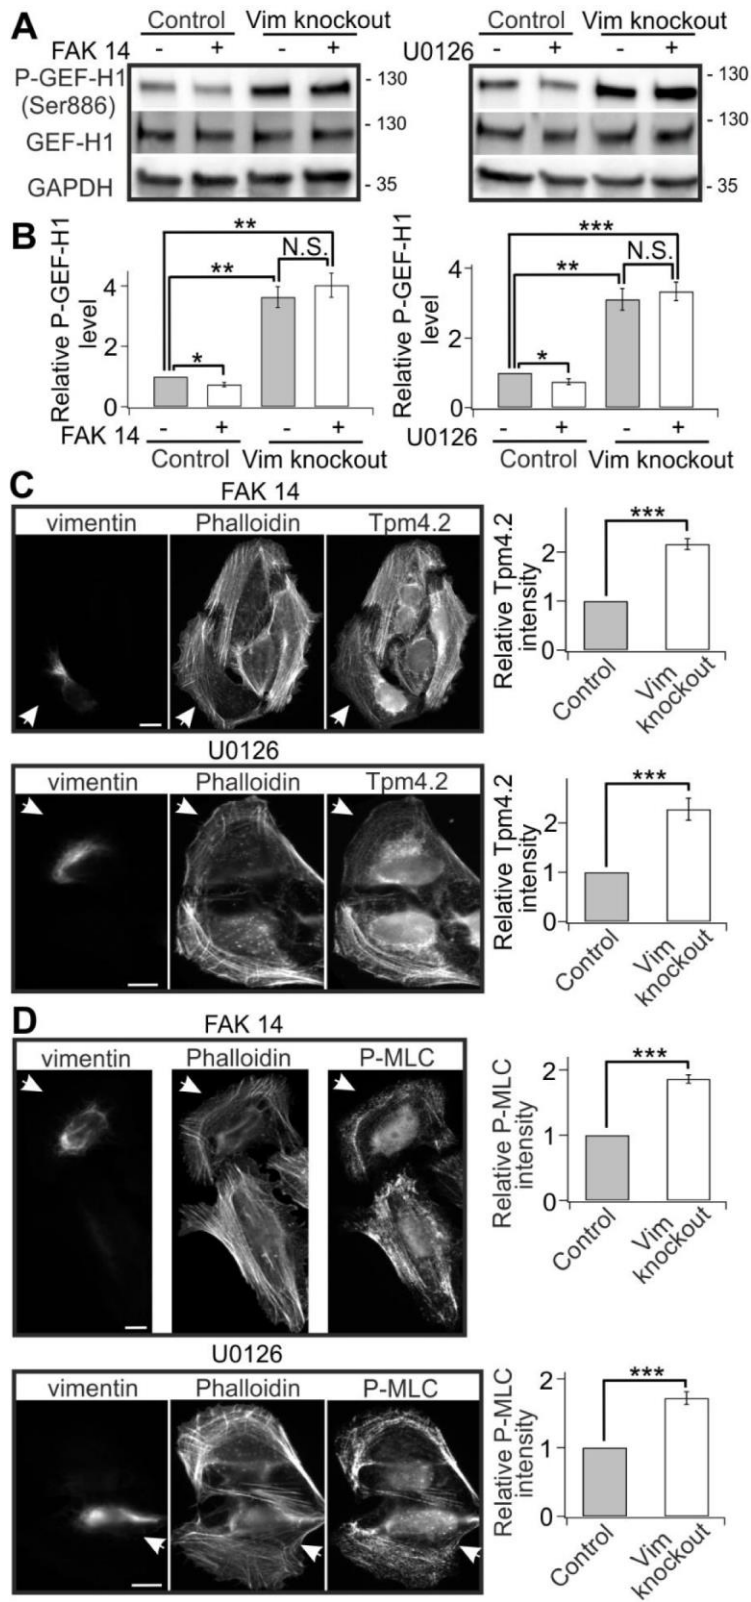 A
Control Vim knockout Control Vim knockout
FAK 14 - + - + U0126 - + - +
P-GEF-H1 - 130 - 130
(Ser886)
GEF-H1 - 130 - 130
GAPDH - 35 - 35
B
Relative P-GEF-H1
level
4
2
0
** 
**
*
N.S.
FAK 14 - + - +
Control Vim knockout
Relative P-GEF-H1
level
4
2
0
***
**
*
N.S.
U0126 - + - +
Control Vim knockout
C
FAK 14
vimentin Phalloidin Tpm4.2
Relative Tpm4.2
intensity
2
1
0
***
Control
Vim
knockout
U0126
vimentin Phalloidin Tpm4.2
Relative Tpm4.2
intensity
2
1
0
***
Control
Vim
knockout
D
FAK 14
vimentin Phalloidin P-MLC
Relative P-MLC
intensity
2
1
0
***
Control
Vim
knockout
U0126
vimentin Phalloidin P-MLC
Relative P-MLC
intensity
2
1
0
***
Control
Vim
knockout